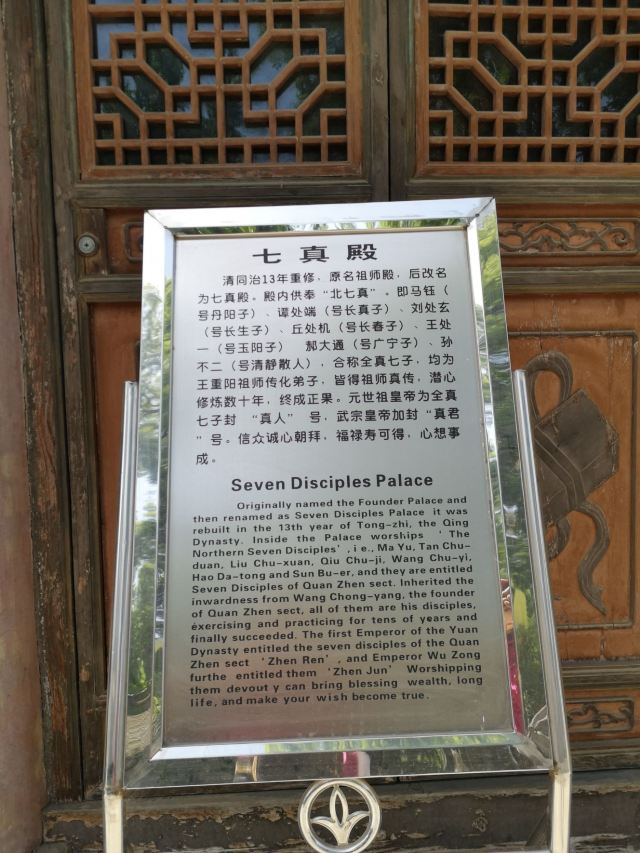 七真殿
清同治13年重修，原名祖师殿，后改名
为七真殿。殿内供奉“北七真”。即马钰（
号丹阳子）、谭处端（号长真子）、刘处玄
（号长生子）、丘处机（号长春子）、王处
一（号玉阳子） 郝大通（号广宁子）、孙
不二（号清静散人），合称全真七子，均为
王重阳祖师传化弟子，皆得祖师真传，潜心
修炼数十年，终成正果。元世祖皇帝为全真
七子封 “真人” 号，武宗皇帝加封“真君
”号。信众诚心朝拜，福禄寿可得，心想事
成。
Seven Disciples Palace
Originally named the Founder Palace and
then renamed as Seven Disciples Palace it was
rebuilt in the 13th year of Tong-zhi, the Qing
Dynasty. Inside the Palace worships ' The
Northern Seven Disciples', i e., Ma Yu, Tan Chu-
duan, Liu Chu-xuan, Qiu Chu-ji, Wang Chu-yi,
Hao Da-tong and Sun Bu-er, and they are entitled
Seven Disciples of Quan Zhen sect. Inherited the
inwardness from Wang Chong-yang, the founder
of Quan Zhen sect, all of them are his disciples,
exercising and practicing for tens of years and
finally succeeded. The first Emperor of the Yuan
Dynasty entitled the seven disciples of the Quan
Zhen sect 'Zhen Ren', and Emperor Wu Zong
furthe entitled them 'Zhen Jun' Worshipping
them devout y can bring blessing wealth, long
life, and make your wish become true.